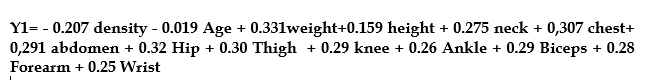 Y1= - 0.207 density - 0.019 Age + 0.331weight+0.159 height + 0.275 neck + 0,307 chest+
0,291 abdomen + 0.32 Hip + 0.30 Thigh + 0.29 knee + 0.26 Ankle + 0.29 Biceps + 0.28
Forearm + 0.25 Wrist